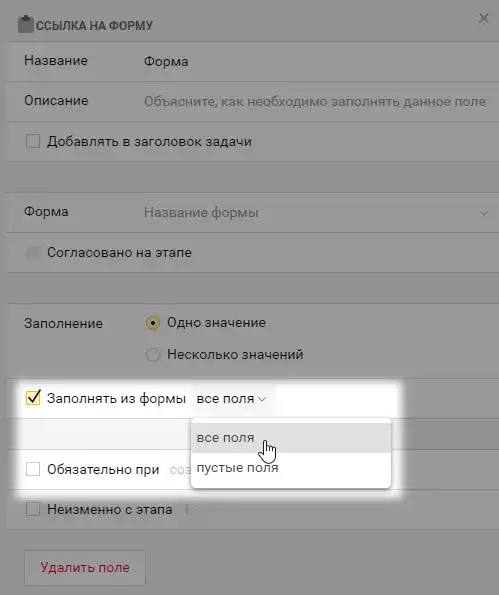 ССЫЛКА НА ФОРМУ
Название Форма
Описание Объясните, как необходимо заполнять данное поле
Добавлять в заголовок задачи
Форма Название формы
Согласовано на этапе
Заполнение Одно значение
Несколько значений
Заполнять из формы все поля
все поля
Обязательно при соз
пустые поля
Неизменно с этапа
Удалить поле